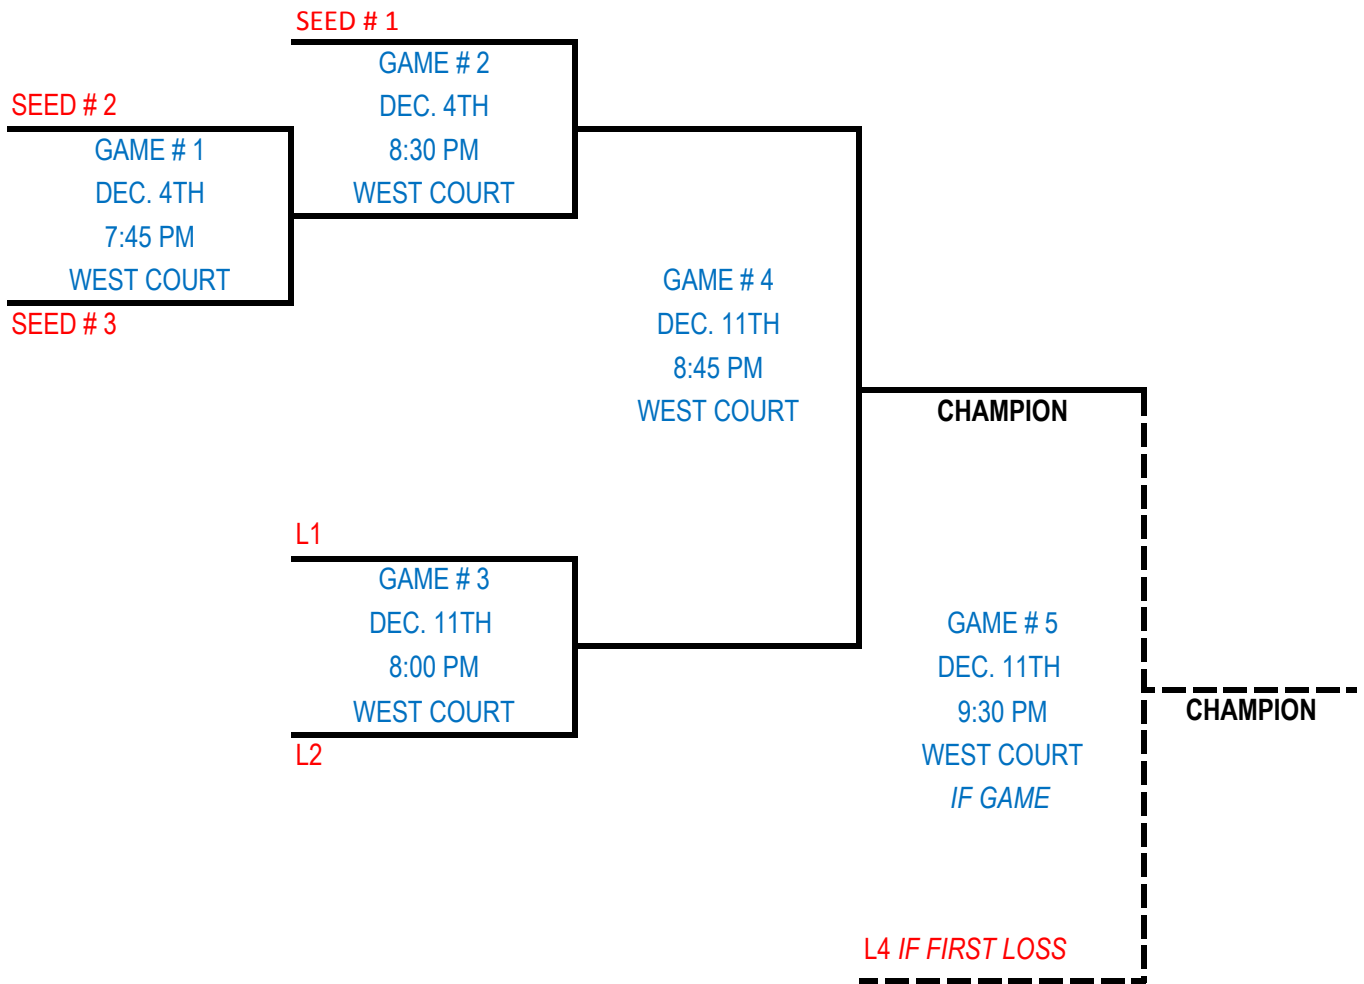 SEED # 1
GAME # 2
DEC. 4TH
8:30 PM
WEST COURT
SEED # 2
GAME # 1
DEC. 4TH
7:45 PM
WEST COURT
SEED # 3
GAME # 4
DEC. 11TH
8:45 PM
WEST COURT
CHAMPION
L1
GAME # 3
DEC. 11TH
8:00 PM
WEST COURT
L2
GAME # 5
DEC. 11TH
9:30 PM
WEST COURT
IF GAME
CHAMPION
L4 IF FIRST LOSS